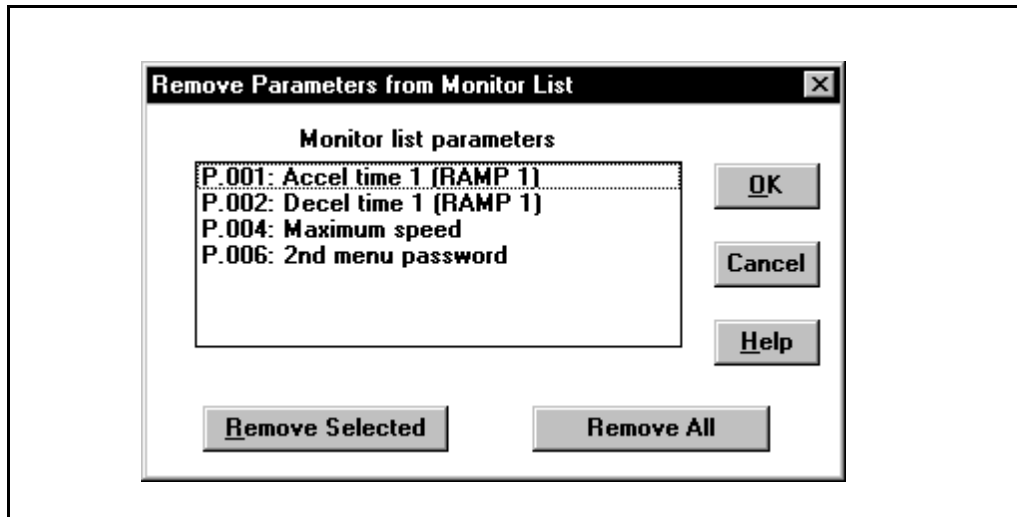 Remove Parameters from Monitor List
Monitor list parameters
P.001: Accel time 1 (RAMP 1)
P.002: Decel time 1 (RAMP 1)
P.004: Maximum speed
P.006: 2nd menu password
OK
Cancel
Help
Remove Selected
Remove All